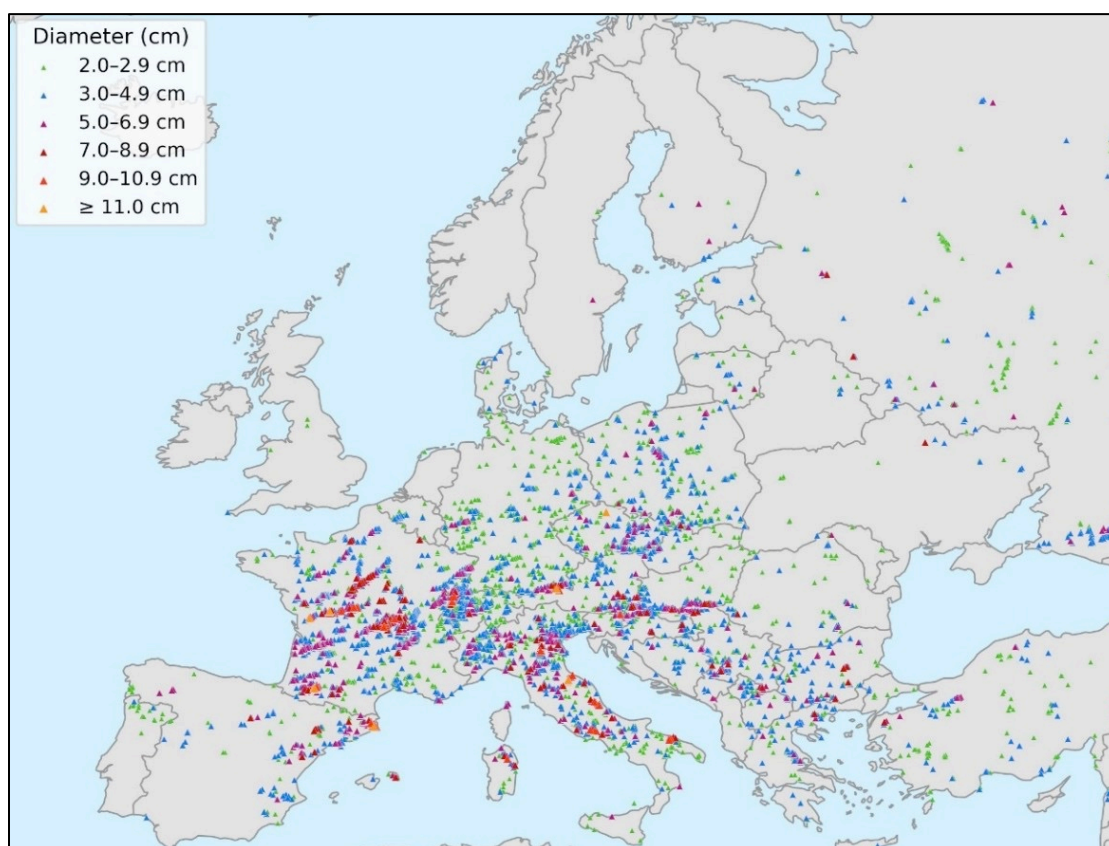 Diameter (cm)
2.0–2.9 cm
3.0–4.9 cm
5.0–6.9 cm
7.0–8.9 cm
9.0–10.9 cm
≥ 11.0 cm